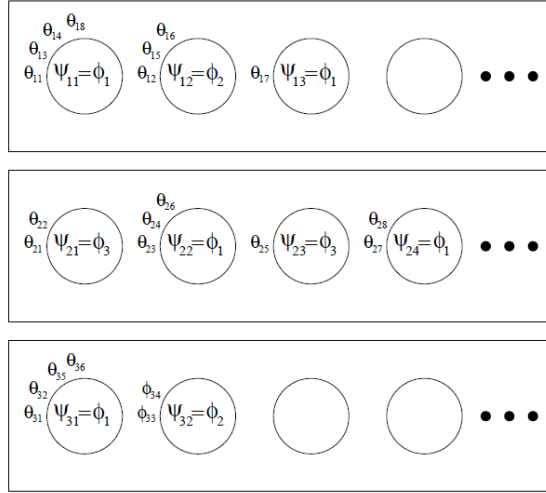 θ₁₄ θ₁₈ θ₁₆
θ₁₃ θ₁₅
θ₁₁ ψ₁₁=ϕ₁ θ₁₂ ψ₁₂=ϕ₂ θ₁₇ ψ₁₃=ϕ₁
θ₂₆ θ₂₈
θ₂₂ θ₂₄
θ₂₁ ψ₂₁=ϕ₃ θ₂₃ ψ₂₂=ϕ₁ θ₂₅ ψ₂₃=ϕ₃ θ₂₇ ψ₂₄=ϕ₁
θ₃₅ θ₃₆
θ₃₂ ϕ₃₄
θ₃₁ ψ₃₁=ϕ₁ ϕ₃₃ ψ₃₂=ϕ₂